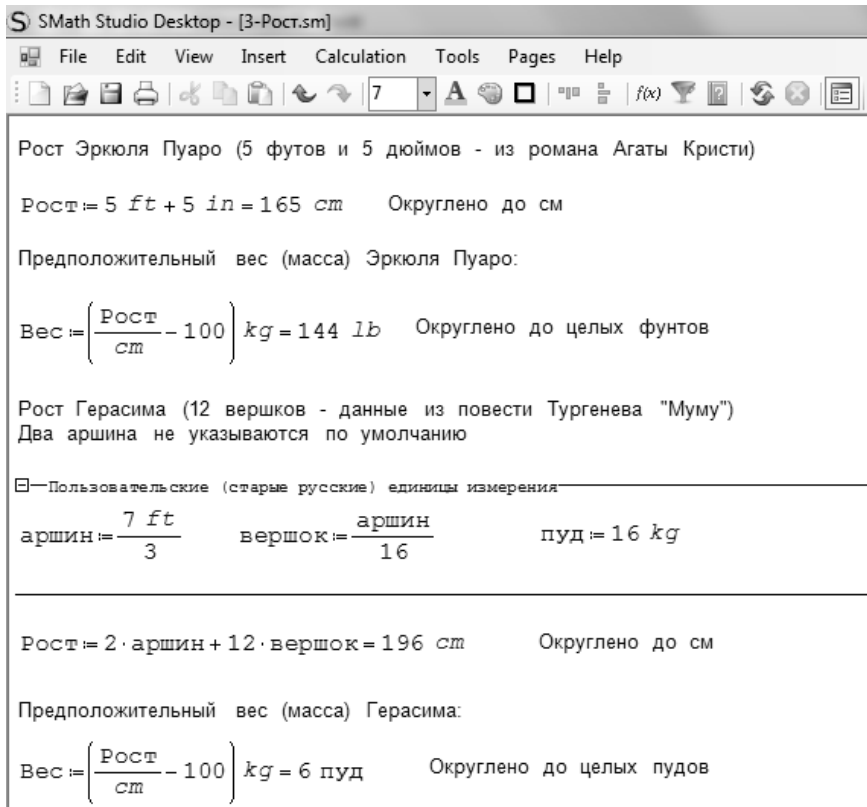 SMath Studio Desktop - [3-Рост.sm]
File Edit View Insert Calculation Tools Pages Help
7 A f(x)
Рост Эркюля Пуаро (5 футов и 5 дюймов - из романа Агаты Кристи)
Рост≔5 ft+5 in=165 cm Округлено до см
Предположительный вес (масса) Эркюля Пуаро:
Вес≔(Рост/cm-100) kg=144 lb Округлено до целых фунтов
Рост Герасима (12 вершков - данные из повести Тургенева "Муму")
Два аршина не указываются по умолчанию
Пользовательские (старые русские) единицы измерения
аршин≔7 ft/3 вершок≔аршин/16 пуд≔16 kg
Рост≔2·аршин+12·вершок=196 cm Округлено до см
Предположительный вес (масса) Герасима:
Вес≔(Рост/cm-100) kg=6 пуд Округлено до целых пудов